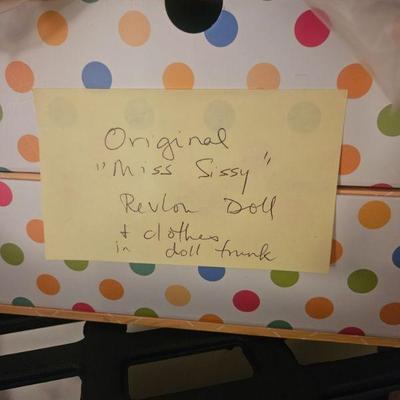 Original
"Miss Sissy"
Revlon Doll
+ clothes
in doll trunk